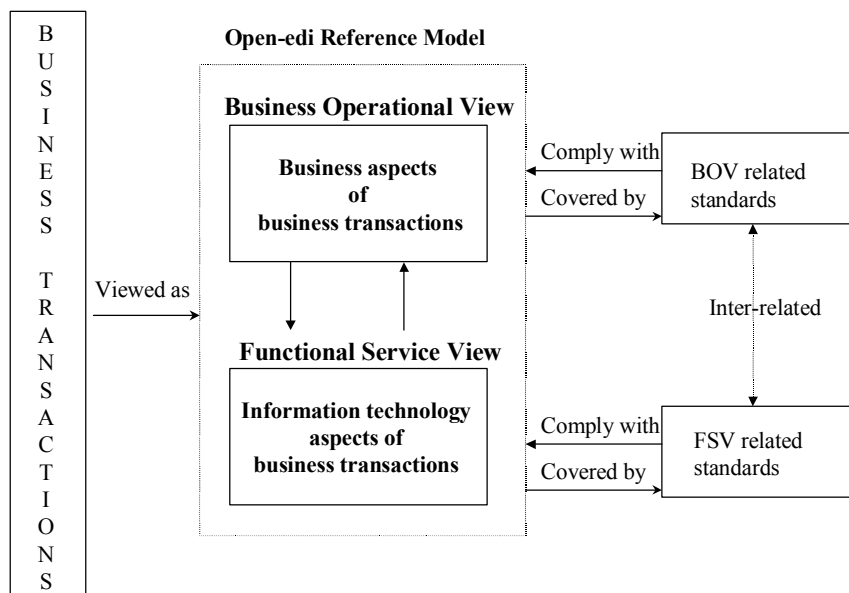 BUSINESS TRANSACTIONS
Open-edi Reference Model
Business Operational View
Business aspects
of
business transactions
Viewed as
Functional Service View
Information technology
aspects of
business transactions
Comply with
Covered by
BOV related
standards
Inter-related
Comply with
Covered by
FSV related
standards